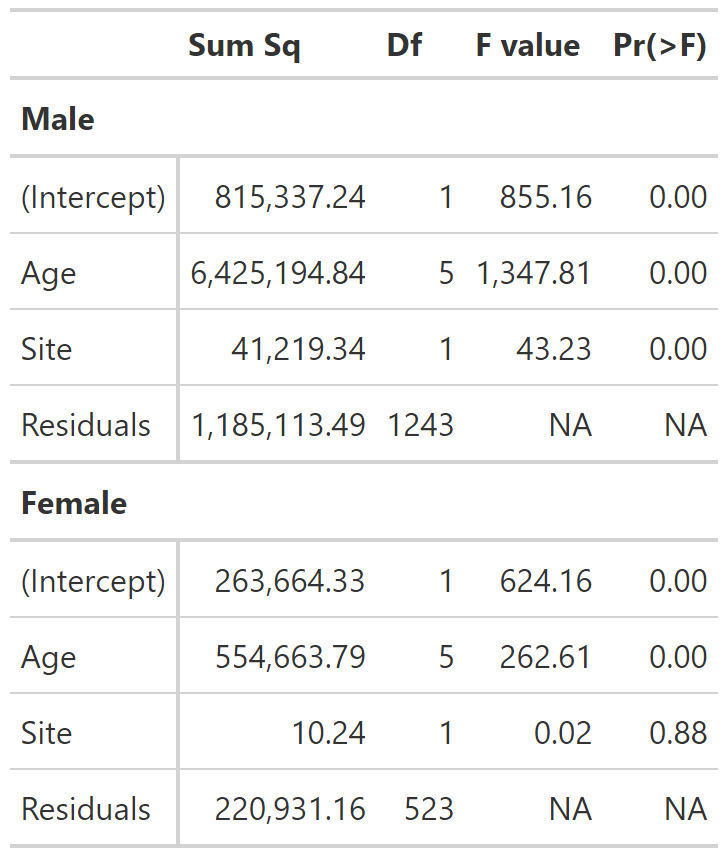 Sum Sq Df F value Pr(>F)
Male
(Intercept) 815,337.24 1 855.16 0.00
Age 6,425,194.84 5 1,347.81 0.00
Site 41,219.34 1 43.23 0.00
Residuals 1,185,113.49 1243 NA NA
Female
(Intercept) 263,664.33 1 624.16 0.00
Age 554,663.79 5 262.61 0.00
Site 10.24 1 0.02 0.88
Residuals 220,931.16 523 NA NA